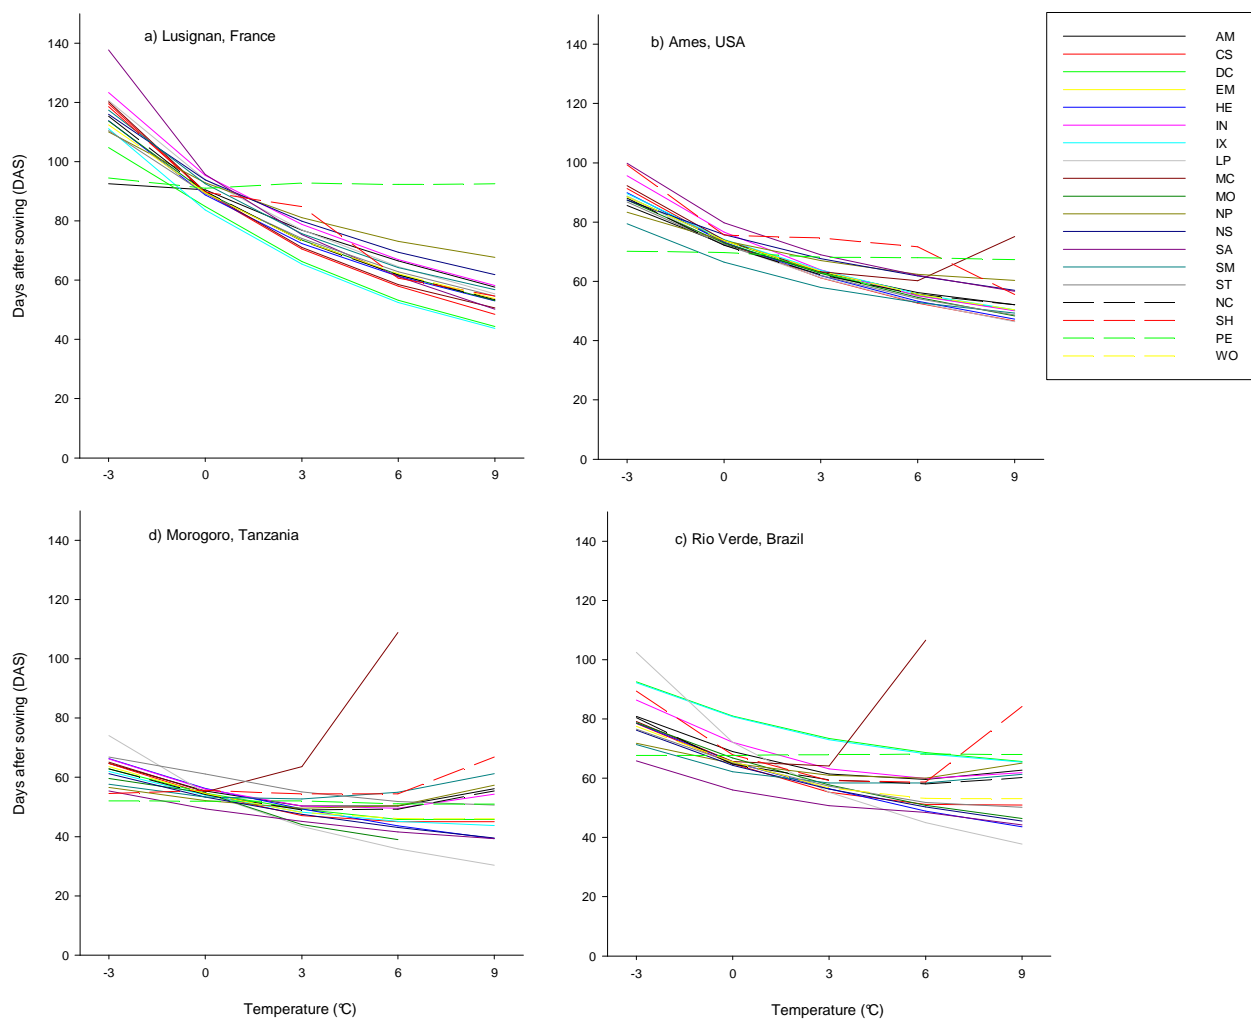 a) Lusignan, France
140
120
100
80
60
40
20
0
-3 0 3 6 9
Days after sowing (DAS)
b) Ames, USA
140
120
100
80
60
40
20
0
-3 0 3 6 9
AM
CS
DC
EM
HE
IN
IX
LP
MC
MO
NP
NS
SA
SM
ST
NC
SH
PE
WO
d) Morogoro, Tanzania
140
120
100
80
60
40
20
0
-3 0 3 6 9
Days after sowing (DAS)
Temperature (°C)
c) Rio Verde, Brazil
140
120
100
80
60
40
20
0
-3 0 3 6 9
Temperature (°C)